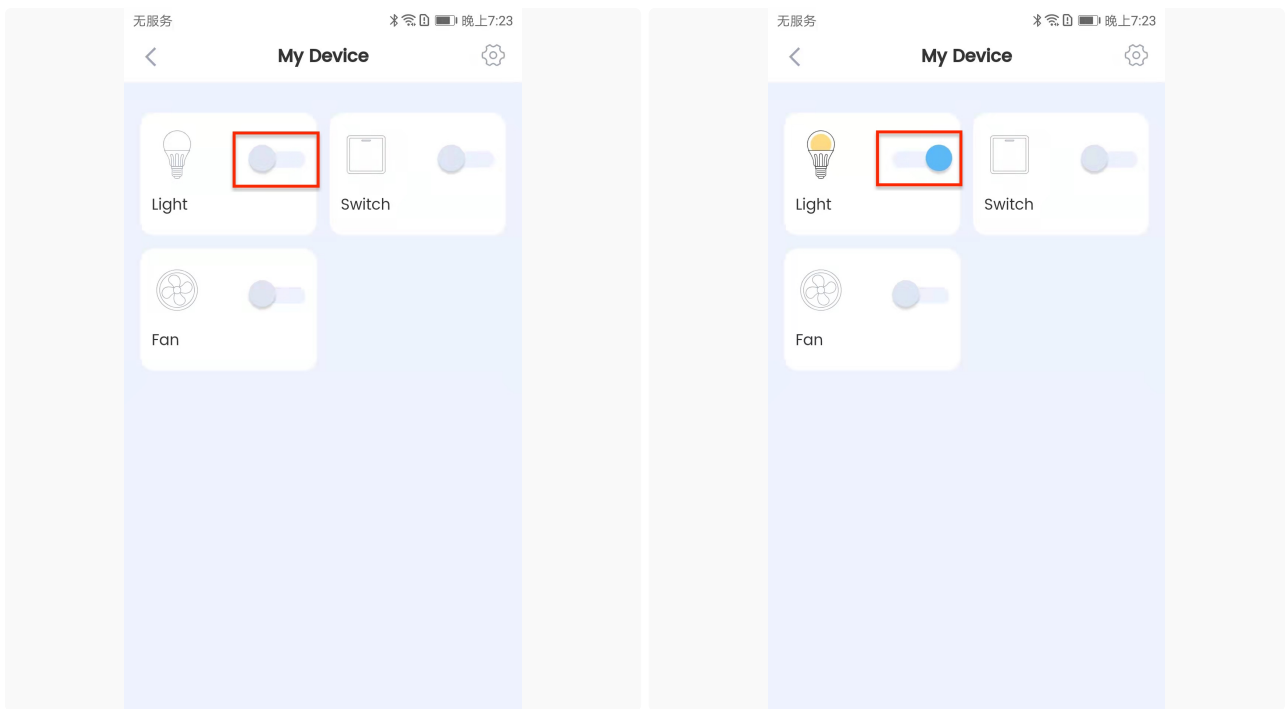 无服务 晚上7:23
My Device
Light Switch
Fan
无服务 晚上7:23
My Device
Light Switch
Fan